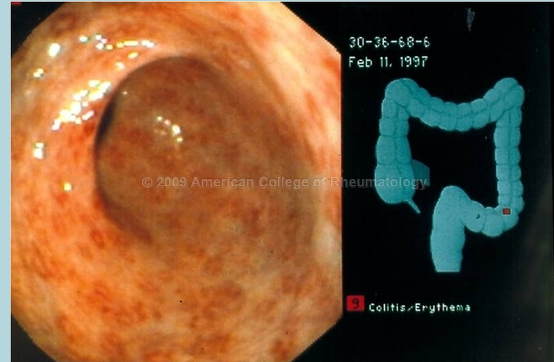 30-36-68-6
Feb 11, 1997
© 2009 American College of Rheumatology
9 Colitis/Erythema